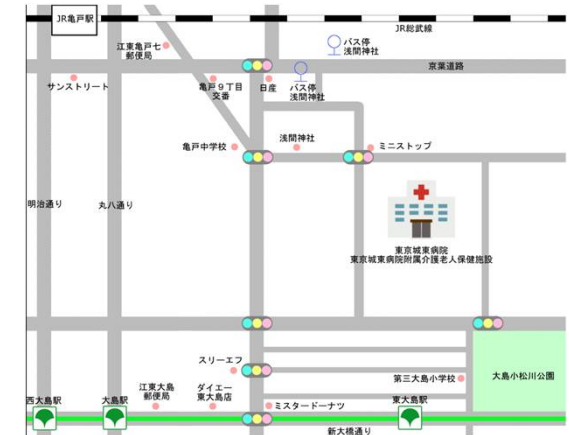 JR亀戸駅
JR総武線
江東亀戸七
郵便局
バス停
浅間神社
京葉道路
サンストリート
亀戸9丁目
交番
日産
バス停
浅間神社
亀戸中学校
浅間神社
ミニストップ
明治通り
丸八通り
東京城東病院
東京城東病院附属介護老人保健施設
スリーエフ
第三大島小学校
大島小松川公園
西大島駅
大島駅
江東大島
郵便局
ダイエー
東大島店
ミスタードーナツ
東大島駅
新大橋通り